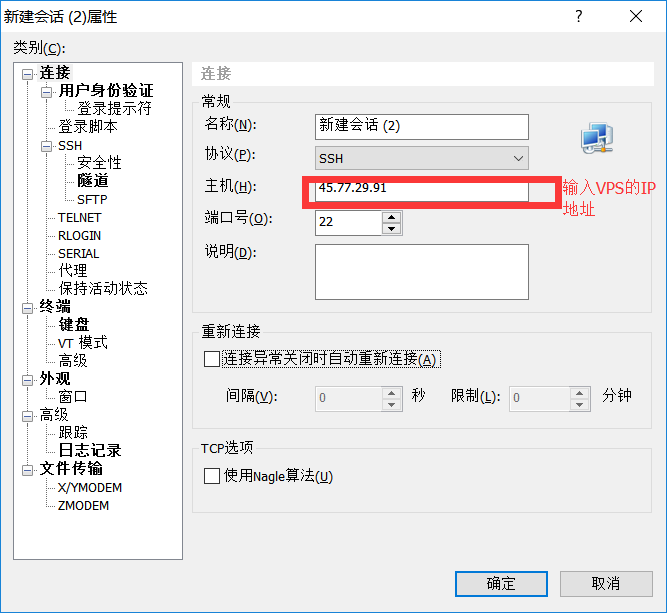 新建会话 (2)属性
类别(C):
连接
用户身份验证
登录提示符
登录脚本
SSH
安全性
隧道
SFTP
TELNET
RLOGIN
SERIAL
代理
保持活动状态
终端
键盘
VT 模式
高级
外观
窗口
高级
跟踪
日志记录
文件传输
X/YMODEM
ZMODEM
连接
常规
名称(N): 新建会话 (2)
协议(P): SSH
主机(H): 45.77.29.91
输入VPS的IP
地址
端口号(O): 22
说明(D):
重新连接
连接异常关闭时自动重新连接(A)
间隔(V): 0 秒 限制(L): 0 分钟
TCP选项
使用Nagle算法(U)
确定 取消